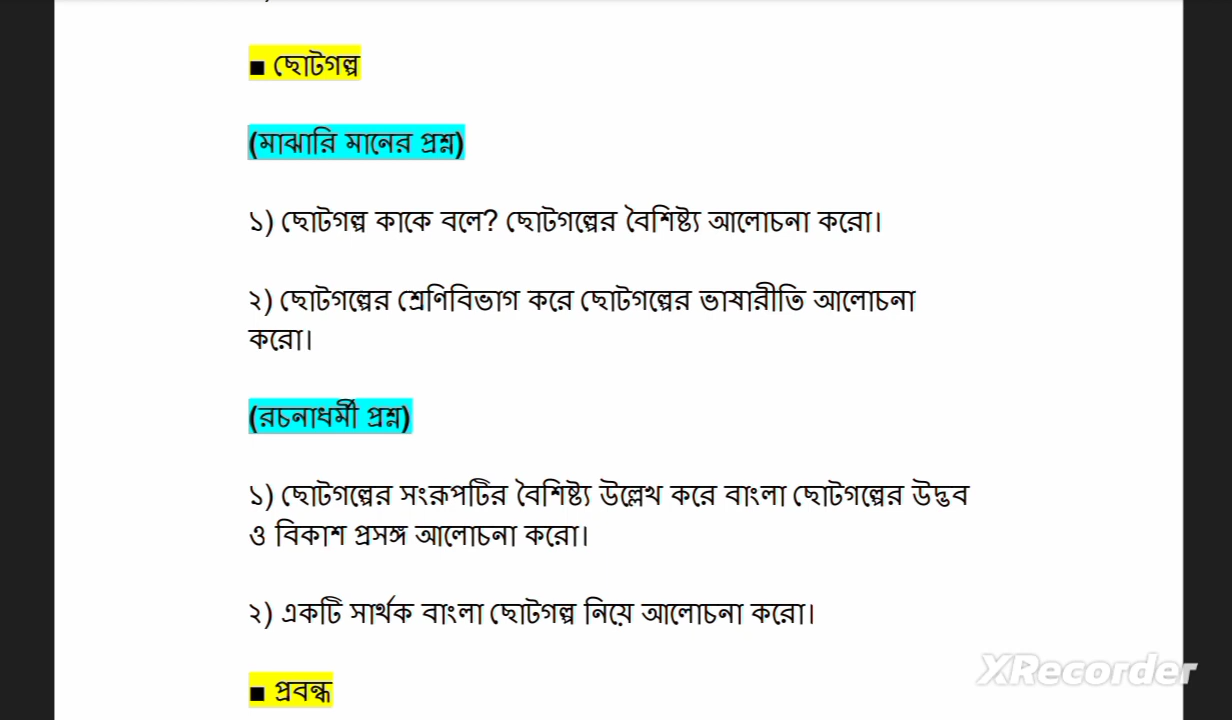 ■ ছোটগল্প
(মাঝারি মানের প্রশ্ন)
১) ছোটগল্প কাকে বলে? ছোটগল্পের বৈশিষ্ট্য আলোচনা করো।
২) ছোটগল্পের শ্রেণিবিভাগ করে ছোটগল্পের ভাষারীতি আলোচনা
করো।
(রচনাধর্মী প্রশ্ন)
১) ছোটগল্পের সংরূপটির বৈশিষ্ট্য উল্লেখ করে বাংলা ছোটগল্পের উদ্ভব
ও বিকাশ প্রসঙ্গ আলোচনা করো।
২) একটি সার্থক বাংলা ছোটগল্প নিয়ে আলোচনা করো।
XRecorder
■ প্রবন্ধ